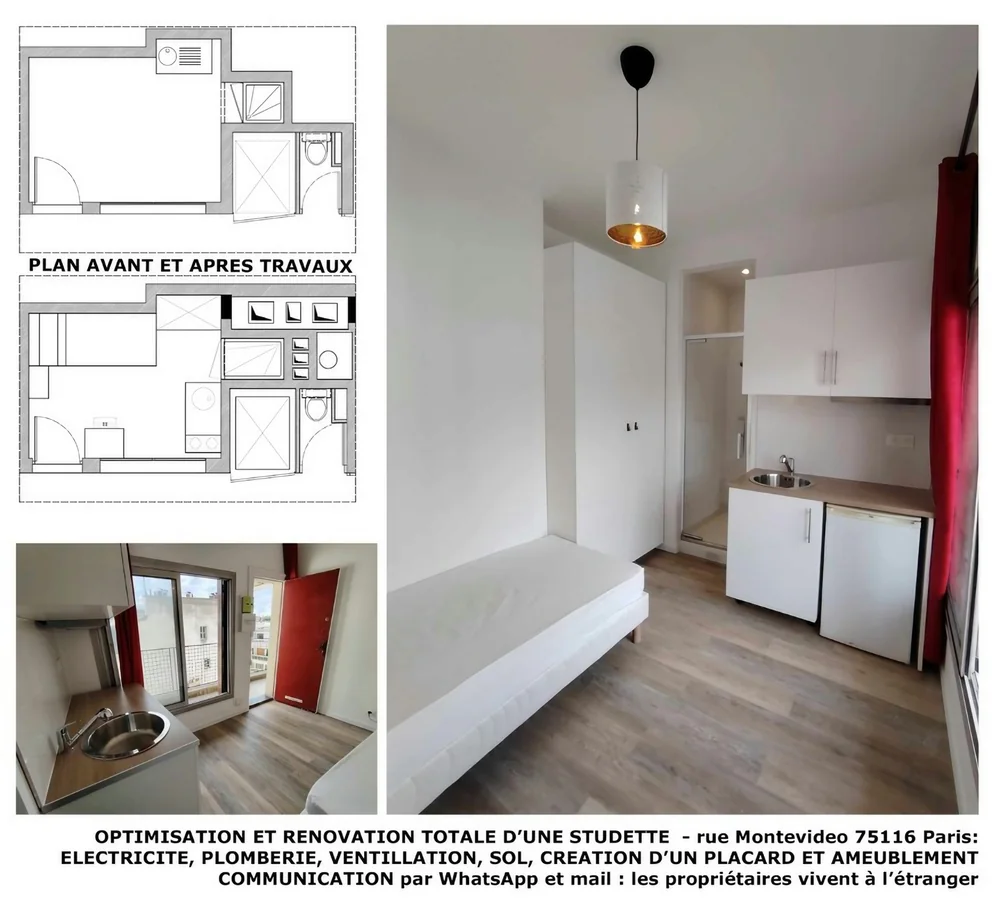 PLAN AVANT ET APRES TRAVAUX
OPTIMISATION ET RENOVATION TOTALE D’UNE STUDETTE - rue Montevideo 75116 Paris:
ELECTRICITE, PLOMBERIE, VENTILLATION, SOL, CREATION D’UN PLACARD ET AMEUBLEMENT
COMMUNICATION par WhatsApp et mail : les propriétaires vivent à l’étranger